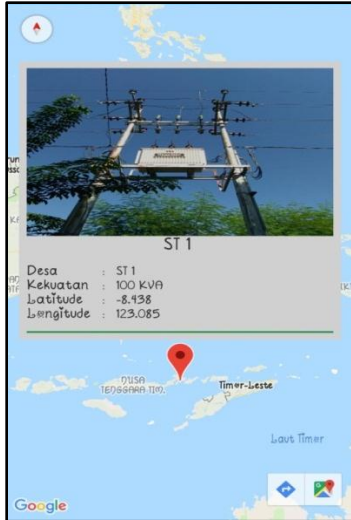 ST 1
Desa : ST 1
Kekuatan : 100 KVA
Latitude : -8.438
Longitude : 123.085
NUSA
TENGGARA TIM.
Timor-Leste
Laut Timor
Google